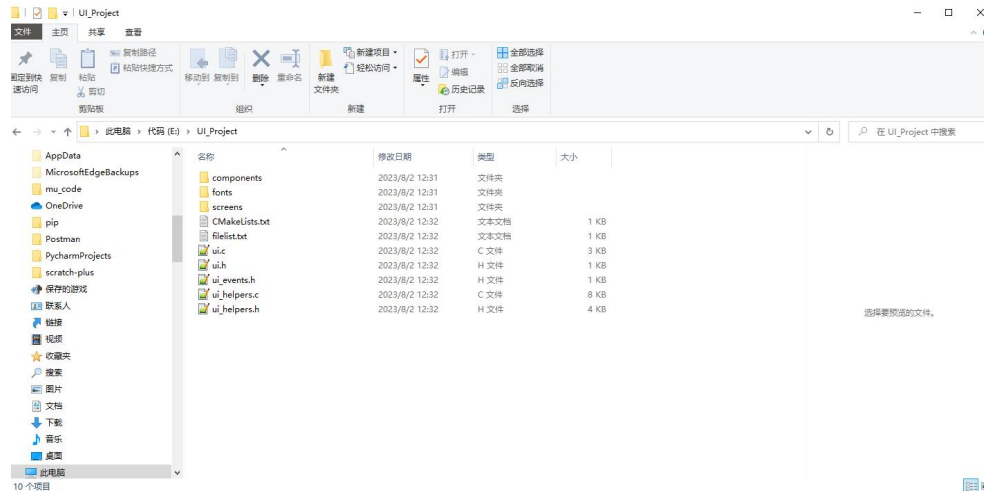 UI_Project
文件 主页 共享 查看
固定到快速访问 复制 粘贴 复制路径 粘贴快捷方式 剪切
移动到 复制到 删除 重命名 新建文件夹 新建项目 轻松访问
属性 打开 编辑 历史记录 全部选择 全部取消 反向选择
剪贴板 组织 新建 打开 选择
此电脑 代码 (E:) UI_Project 在 UI_Project 中搜索
名称 修改日期 类型 大小
AppData
MicrosoftEdgeBackups
mu_code
OneDrive
pip
Postman
PycharmProjects
scratch-plus
保存的游戏
联系人
链接
视频
收藏夹
搜索
图片
文档
下载
音乐
桌面
此电脑
components 2023/8/2 12:31 文件夹
fonts 2023/8/2 12:31 文件夹
screens 2023/8/2 12:31 文件夹
CMakeLists.txt 2023/8/2 12:32 文本文档 1 KB
filelist.txt 2023/8/2 12:32 文本文档 1 KB
ui.c 2023/8/2 12:32 C 文件 3 KB
ui.h 2023/8/2 12:32 H 文件 1 KB
ui_events.h 2023/8/2 12:32 H 文件 1 KB
ui_helpers.c 2023/8/2 12:32 C 文件 8 KB
ui_helpers.h 2023/8/2 12:32 H 文件 4 KB
选择要预览的文件。
10 个项目